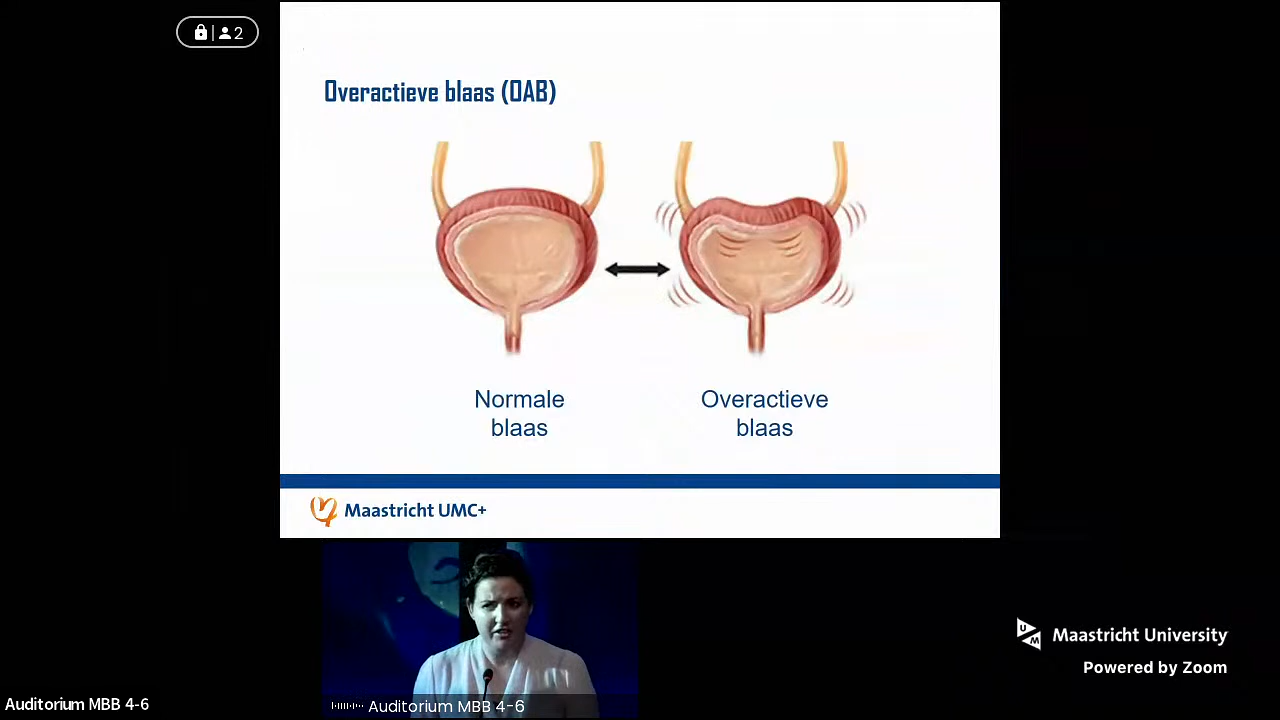 2
Overactieve blaas (OAB)
Normale
blaas
Overactieve
blaas
Maastricht UMC+
UM
Maastricht University
Powered by Zoom
Auditorium MBB 4-6
Auditorium MBB 4-6